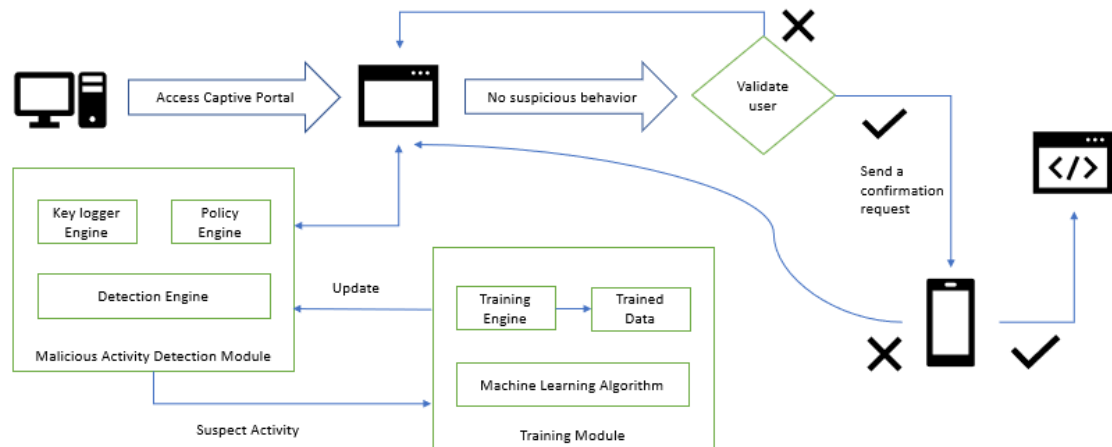 Access Captive Portal
No suspicious behavior
Validate
user
Send a
confirmation
request
</>
Key logger
Engine
Policy
Engine
Detection Engine
Malicious Activity Detection Module
Update
Training
Engine
Trained
Data
Machine Learning Algorithm
Training Module
Suspect Activity